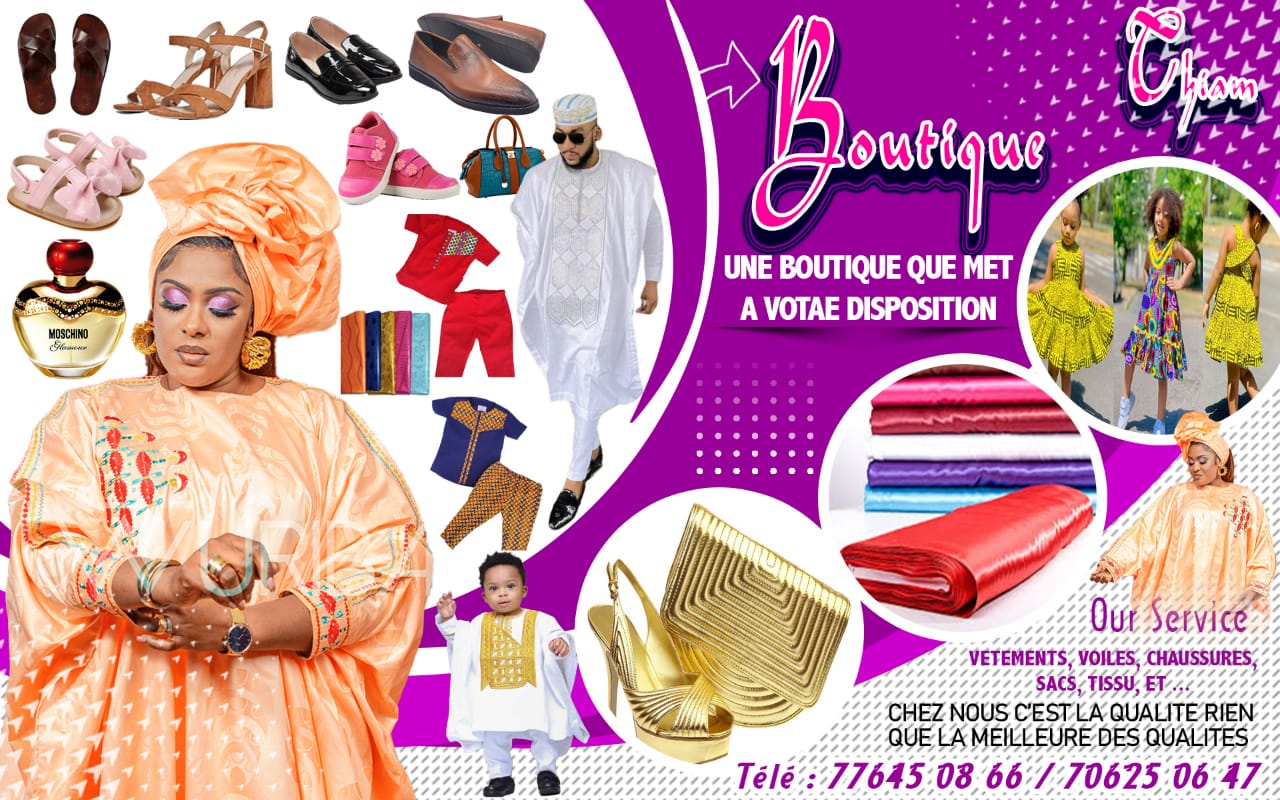 Boutique
Thiam
UNE BOUTIQUE QUE MET
A VOTAE DISPOSITION
MOSCHINO
Glamour
Our Service
VETEMENTS, VOILES, CHAUSSURES,
SACS, TISSU, ET ...
CHEZ NOUS C'EST LA QUALITE RIEN
QUE LA MEILLEURE DES QUALITES
Télé : 77645 08 66 / 70625 06 47